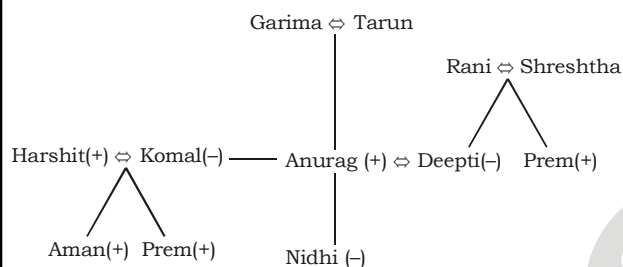 Garima ⇔ Tarun
Rani ⇔ Shreshtha
Harshit(+) ⇔ Komal(–) Anurag (+) ⇔ Deepti(–) Prem(+)
Aman(+) Prem(+)
Nidhi (–)